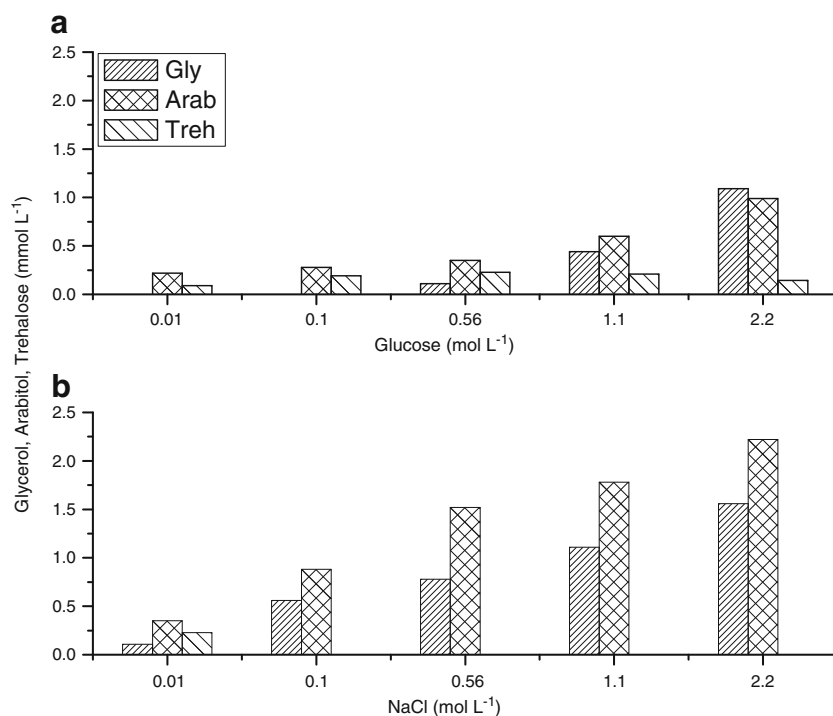 a
2.5
2.0
1.5
1.0
0.5
0.0
Gly
Arab
Treh
0.01 0.1 0.56 1.1 2.2
Glucose (mol L-1)
Glycerol, Arabitol, Trehalose (mmol L-1)
b
2.5
2.0
1.5
1.0
0.5
0.0
0.01 0.1 0.56 1.1 2.2
NaCl (mol L-1)